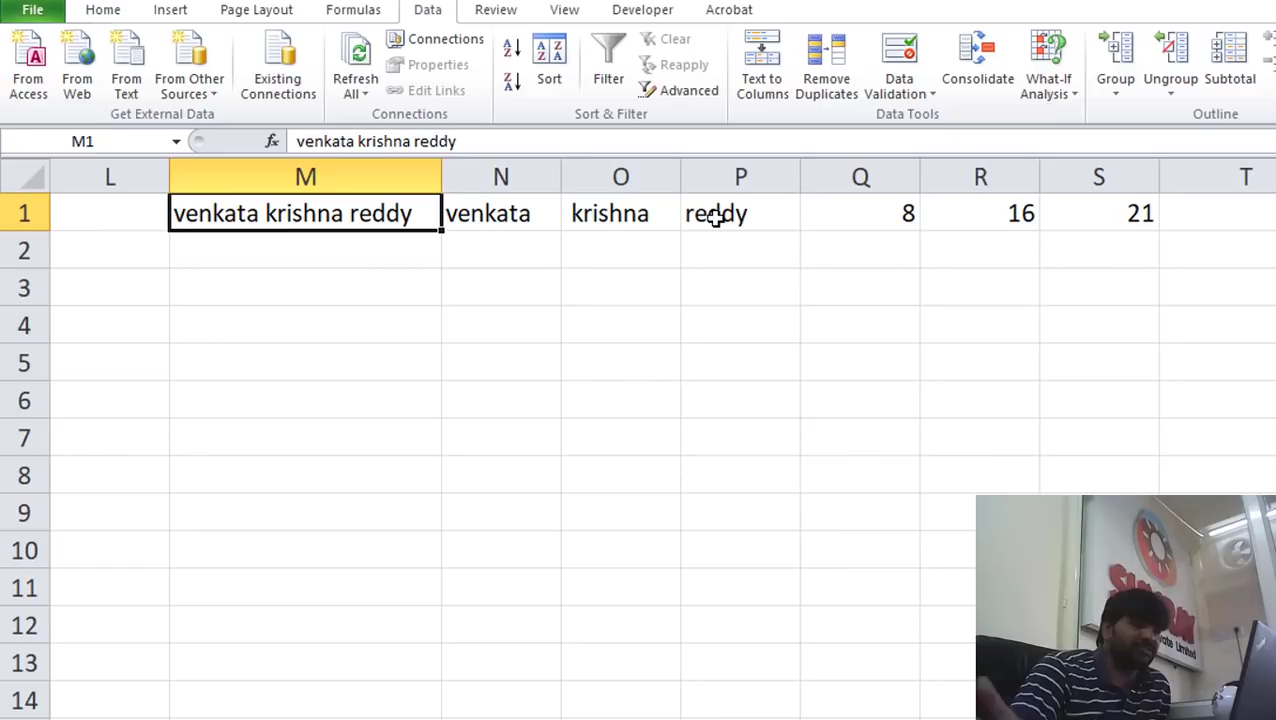 File Home Insert Page Layout Formulas Data Review View Developer Acrobat
From Access
From Web
From Text
From Other Sources
Existing Connections
Get External Data
Refresh All
Connections
Properties
Edit Links
Connections
Sort
Filter
Clear
Reapply
Advanced
Sort & Filter
Text to Columns
Remove Duplicates
Data Validation
Consolidate
What-If Analysis
Data Tools
Group
Ungroup
Subtotal
Outline
M1 fx venkata krishna reddy
L M N O P Q R S T
1 venkata krishna reddy venkata krishna reddy 8 16 21
2
3
4
5
6
7
8
9
10
11
12
13
14